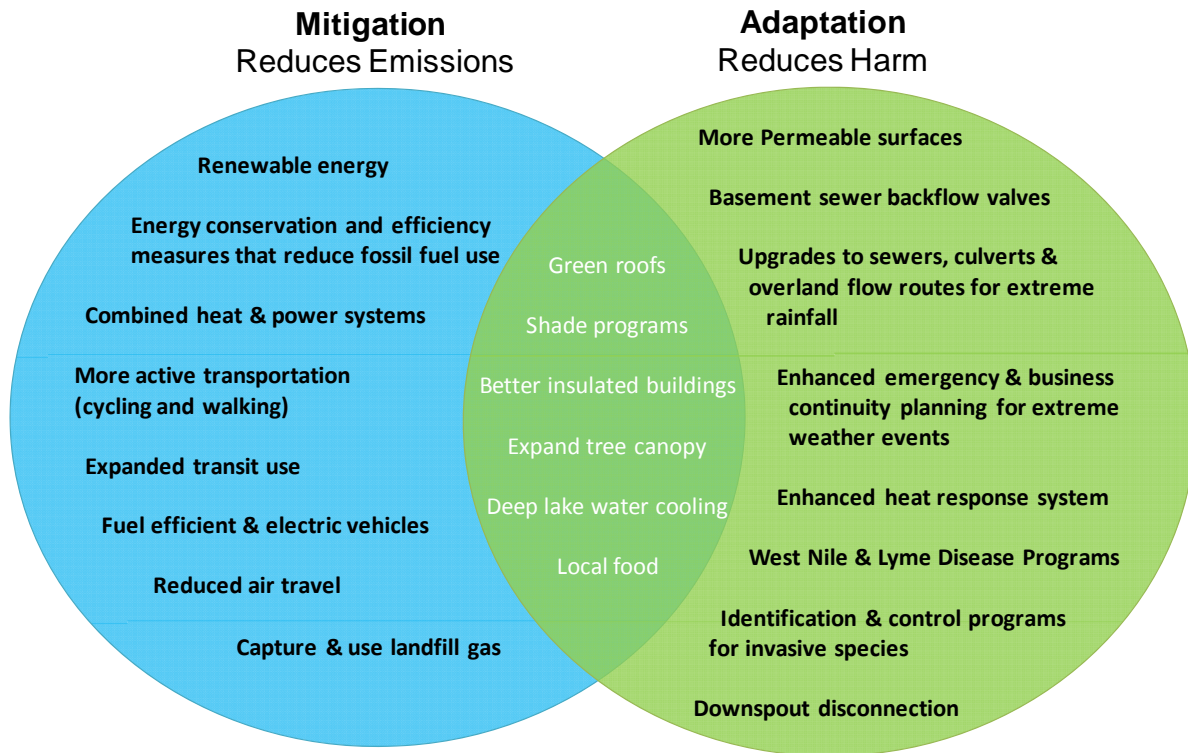 Mitigation
Reduces Emissions
Adaptation
Reduces Harm
Renewable energy
Energy conservation and efficiency
measures that reduce fossil fuel use
Combined heat & power systems
More active transportation
(cycling and walking)
Expanded transit use
Fuel efficient & electric vehicles
Reduced air travel
Capture & use landfill gas
Green roofs
Shade programs
Better insulated buildings
Expand tree canopy
Deep lake water cooling
Local food
More Permeable surfaces
Basement sewer backflow valves
Upgrades to sewers, culverts &
overland flow routes for extreme
rainfall
Enhanced emergency & business
continuity planning for extreme
weather events
Enhanced heat response system
West Nile & Lyme Disease Programs
Identification & control programs
for invasive species
Downspout disconnection